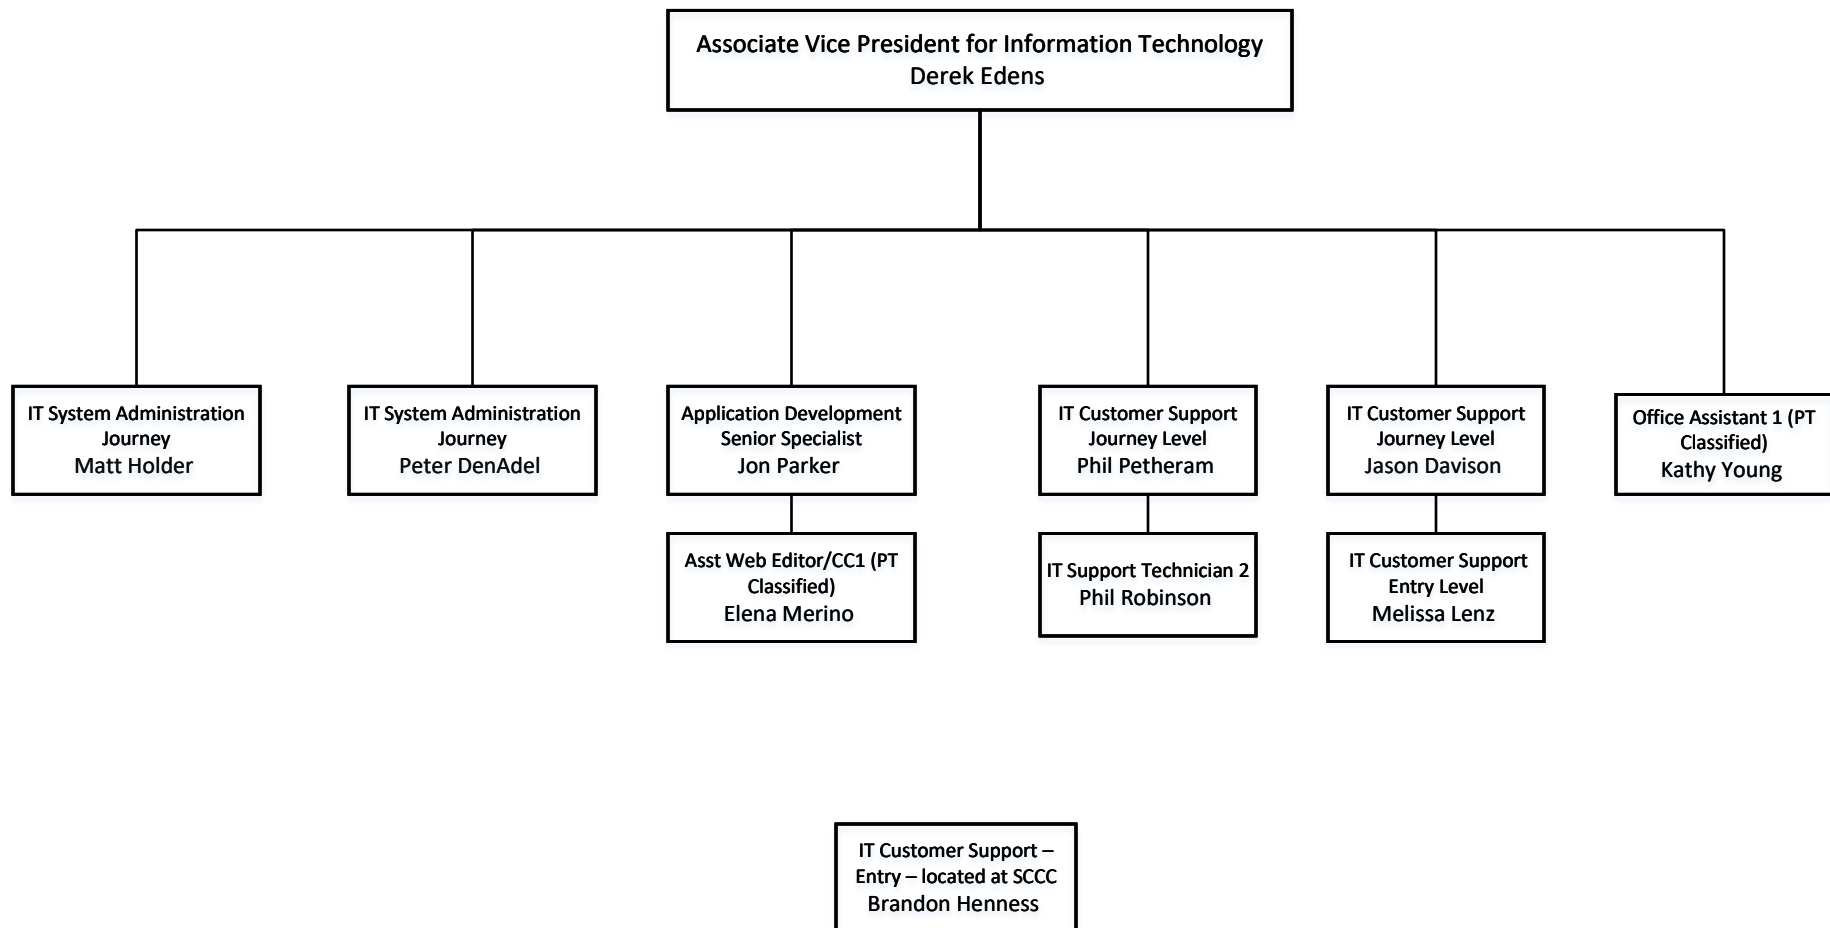 Associate Vice President for Information Technology
Derek Edens
IT System Administration
Journey
Matt Holder
IT System Administration
Journey
Peter DenAdel
Application Development
Senior Specialist
Jon Parker
IT Customer Support
Journey Level
Phil Petheram
IT Customer Support
Journey Level
Jason Davison
Office Assistant 1 (PT
Classified)
Kathy Young
Asst Web Editor/CC1 (PT
Classified)
Elena Merino
IT Support Technician 2
Phil Robinson
IT Customer Support
Entry Level
Melissa Lenz
IT Customer Support –
Entry – located at SCCC
Brandon Henness